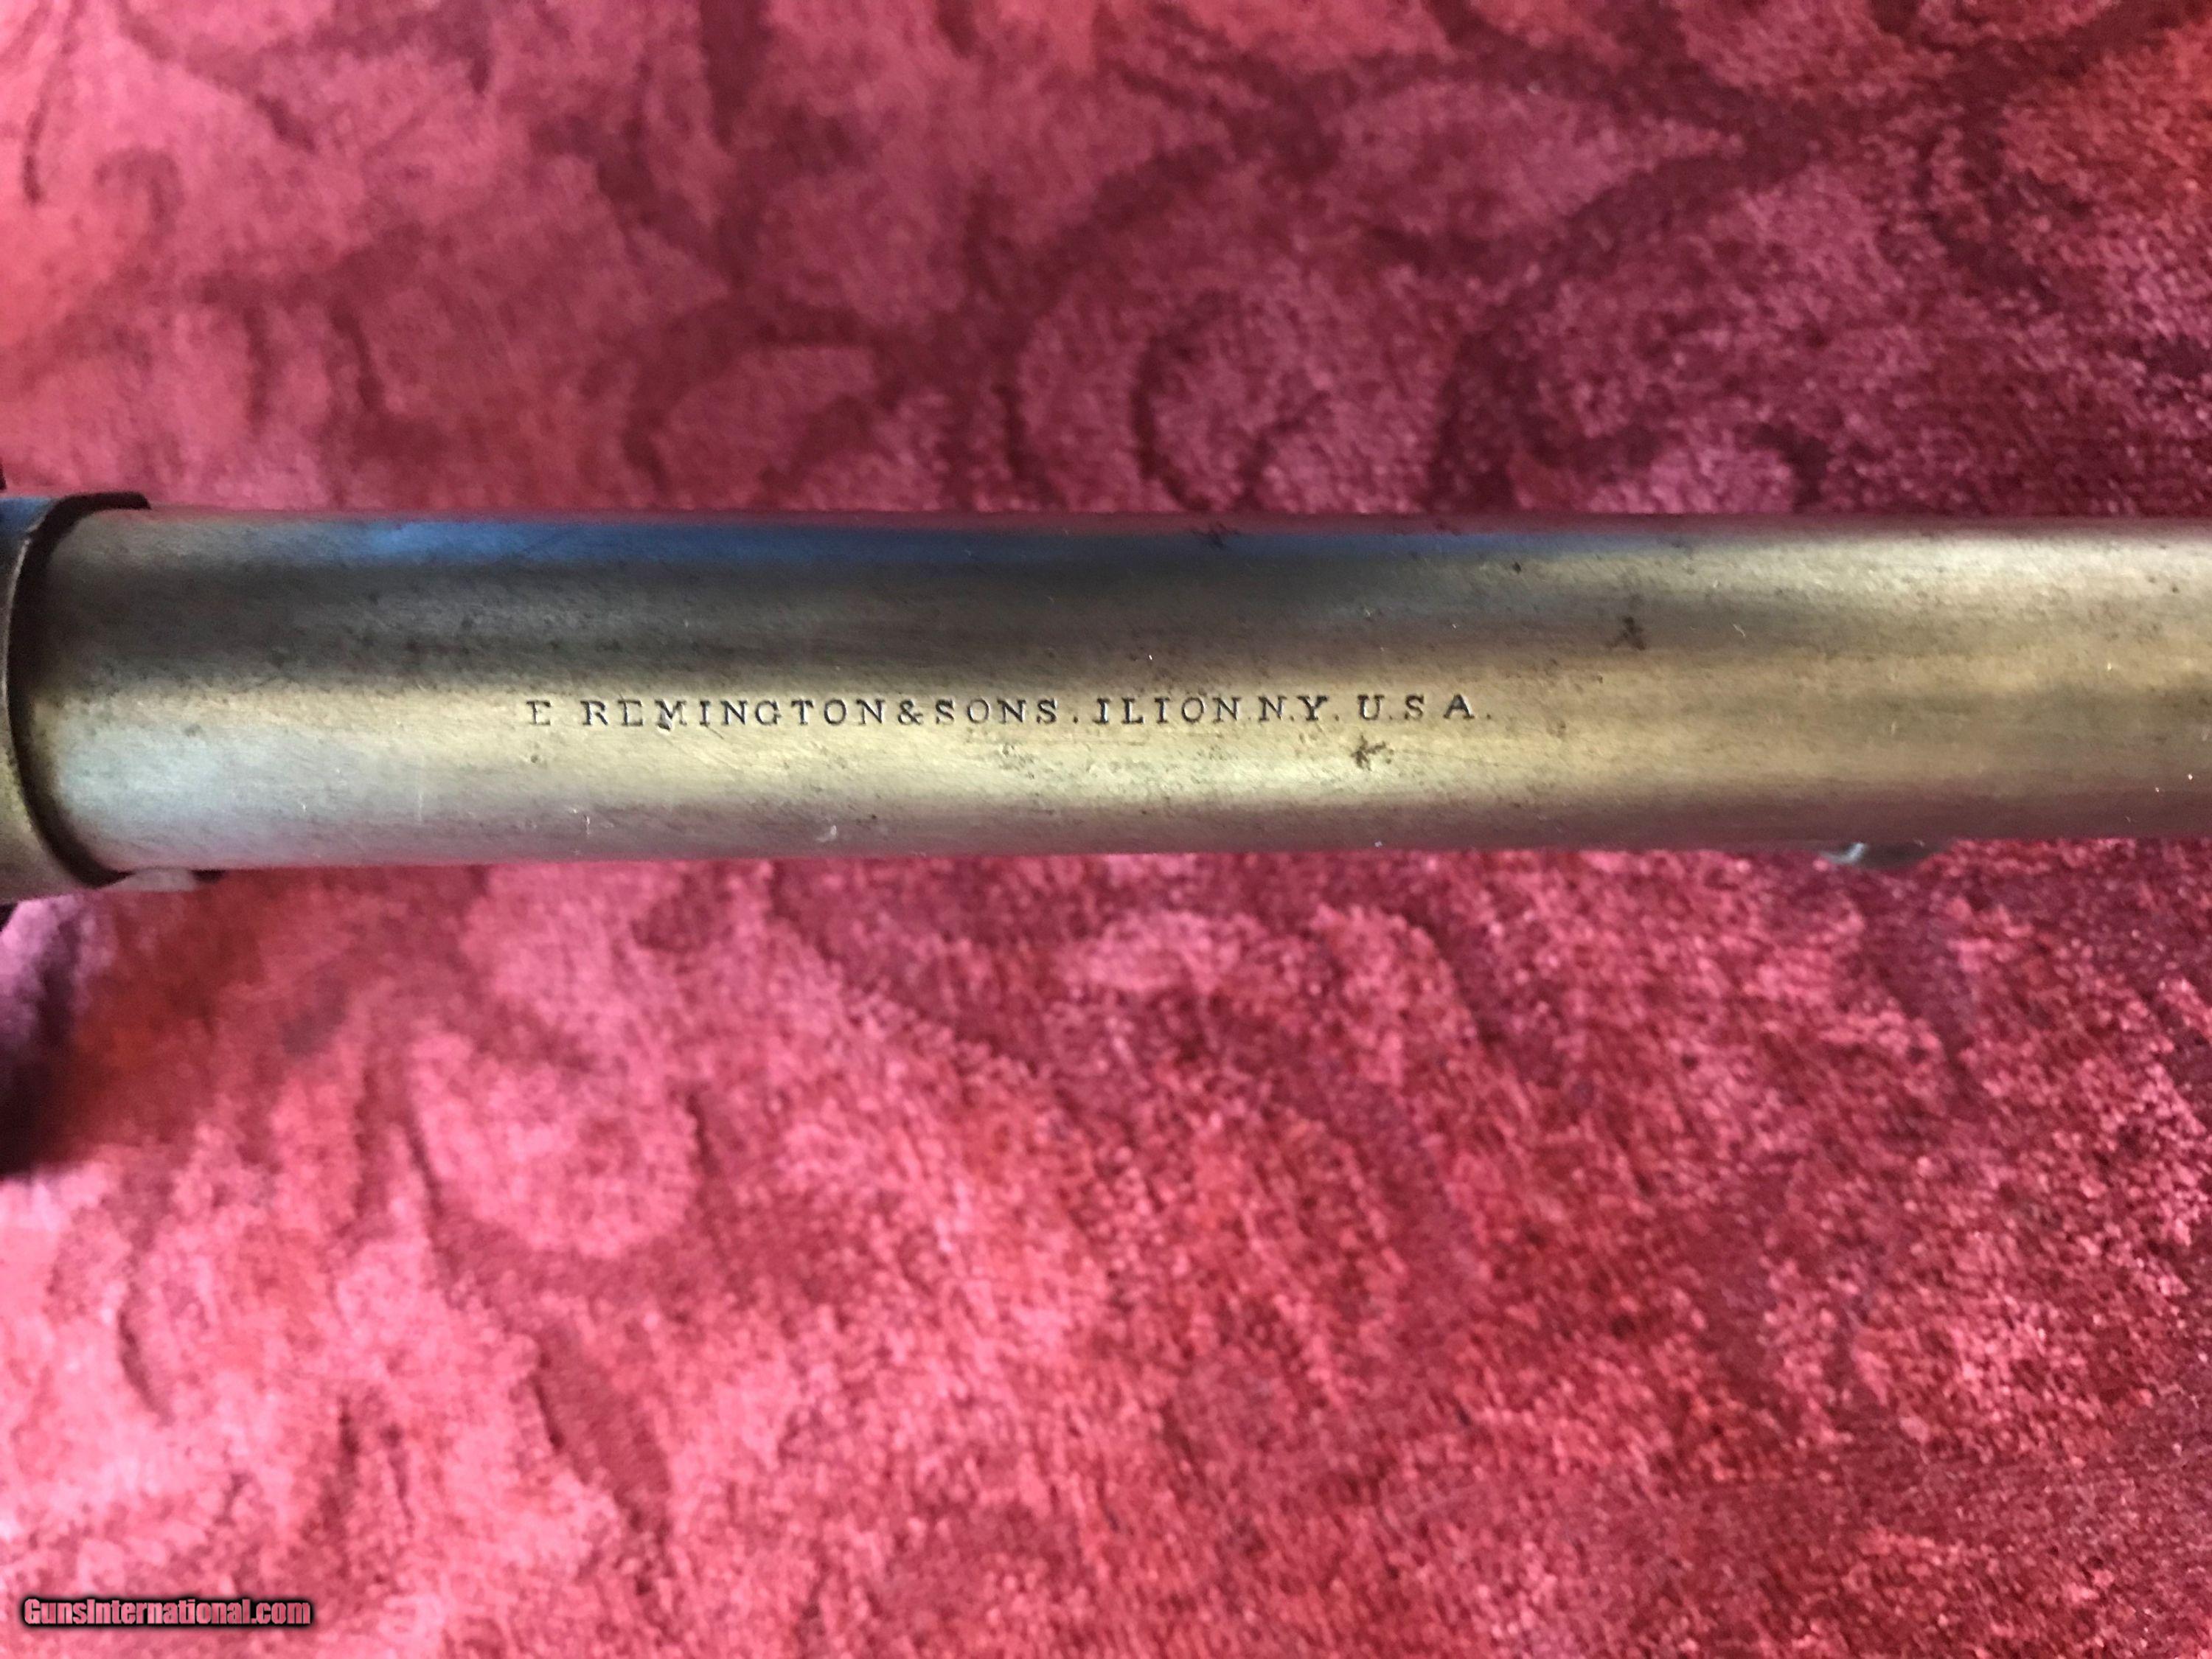 E REMINGTON & SONS. ILION. N.Y. U.S.A.
GunsInternational.com